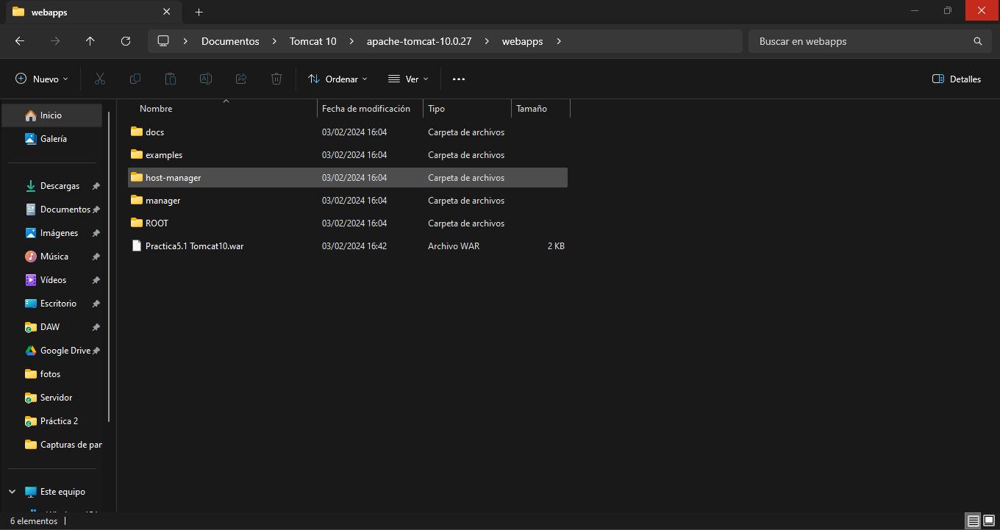 webapps
Documentos
Tomcat 10
apache-tomcat-10.0.27
webapps
Buscar en webapps
Nuevo
Ordenar
Ver
Detalles
Inicio
Galería
Descargas
Documentos
Imágenes
Música
Vídeos
Escritorio
DAW
Google Drive
fotos
Servidor
Práctica 2
Capturas de par
Este equipo
Nombre Fecha de modificación Tipo Tamaño
docs 03/02/2024 16:04 Carpeta de archivos
examples 03/02/2024 16:04 Carpeta de archivos
host-manager 03/02/2024 16:04 Carpeta de archivos
manager 03/02/2024 16:04 Carpeta de archivos
ROOT 03/02/2024 16:04 Carpeta de archivos
Practica5.1 Tomcat10.war 03/02/2024 16:42 Archivo WAR 2 KB
6 elementos